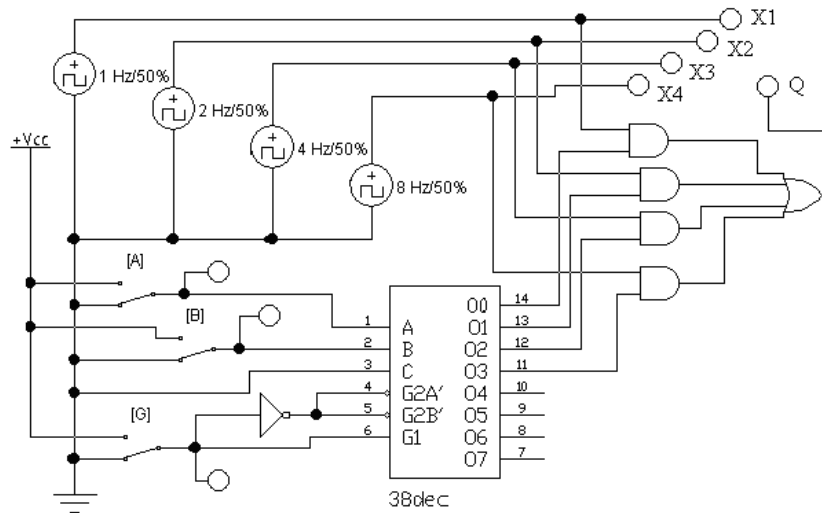 X1
X2
X3
X4
Q
1 Hz/50%
2 Hz/50%
4 Hz/50%
8 Hz/50%
+Vcc
[A]
[B]
[G]
1 A O0 14
2 B O1 13
3 C O2 12
4 G2A' O3 11
5 G2B' O4 10
6 G1 O5 9
O6 8
O7 7
38dec